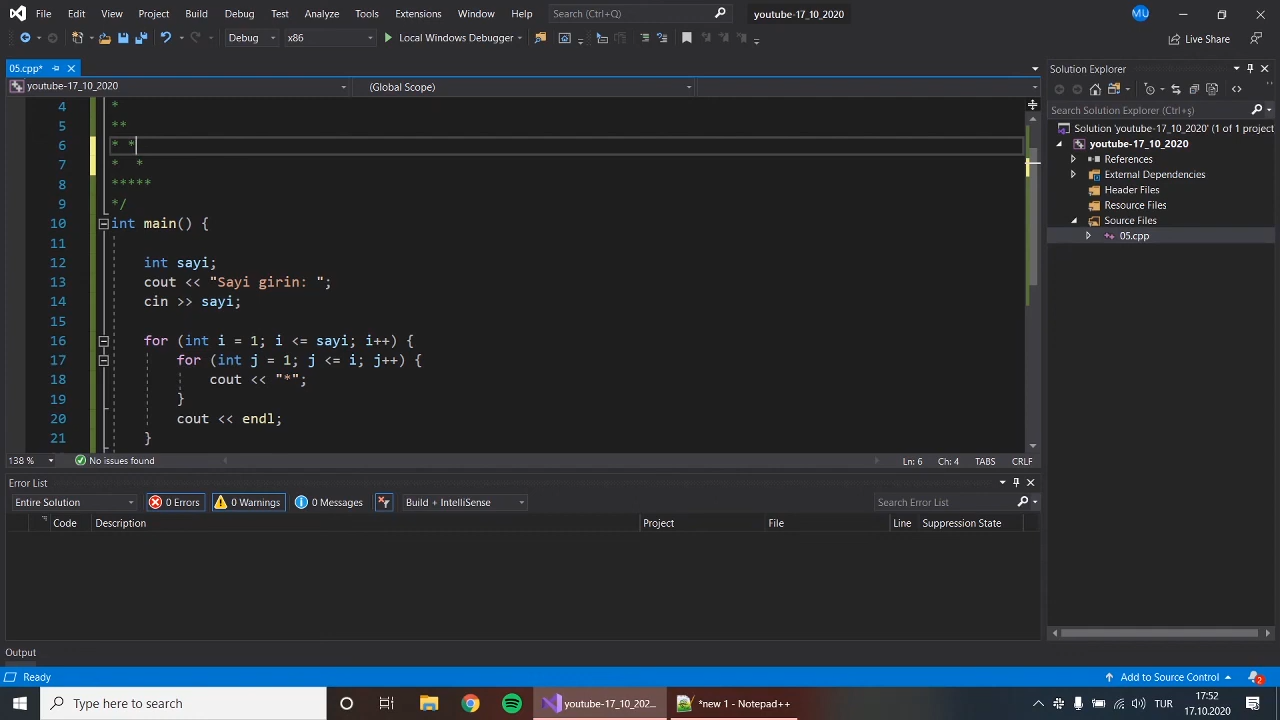 File Edit View Git Project Build Debug Test Analyze Tools Extensions Window Help Search (Ctrl+Q) youtube-17_10_2020 MU
Debug x86 Local Windows Debugger Live Share
05.cpp*
youtube-17_10_2020 (Global Scope)
4 *
5 **
6 * *
7 *  *
8 *****
9 */
10 int main() {
11
12 int sayi;
13 cout << "Sayi girin: ";
14 cin >> sayi;
15
16 for (int i = 1; i <= sayi; i++) {
17 for (int j = 1; j <= i; j++) {
18 cout << "*";
19 }
20 cout << endl;
21 }
138 % No issues found Ln: 6 Ch: 4 TABS CRLF
Error List
Entire Solution 0 Errors 0 Warnings 0 Messages Build + IntelliSense Search Error List
Code Description Project File Line Suppression State
Output
Solution Explorer
Search Solution Explorer (Ctrl+ş)
Solution 'youtube-17_10_2020' (1 of 1 project
youtube-17_10_2020
References
External Dependencies
Header Files
Resource Files
Source Files
05.cpp
Ready Add to Source Control 2
Type here to search youtube-17_10_202... *new 1 - Notepad++ TUR 17:52
17.10.2020